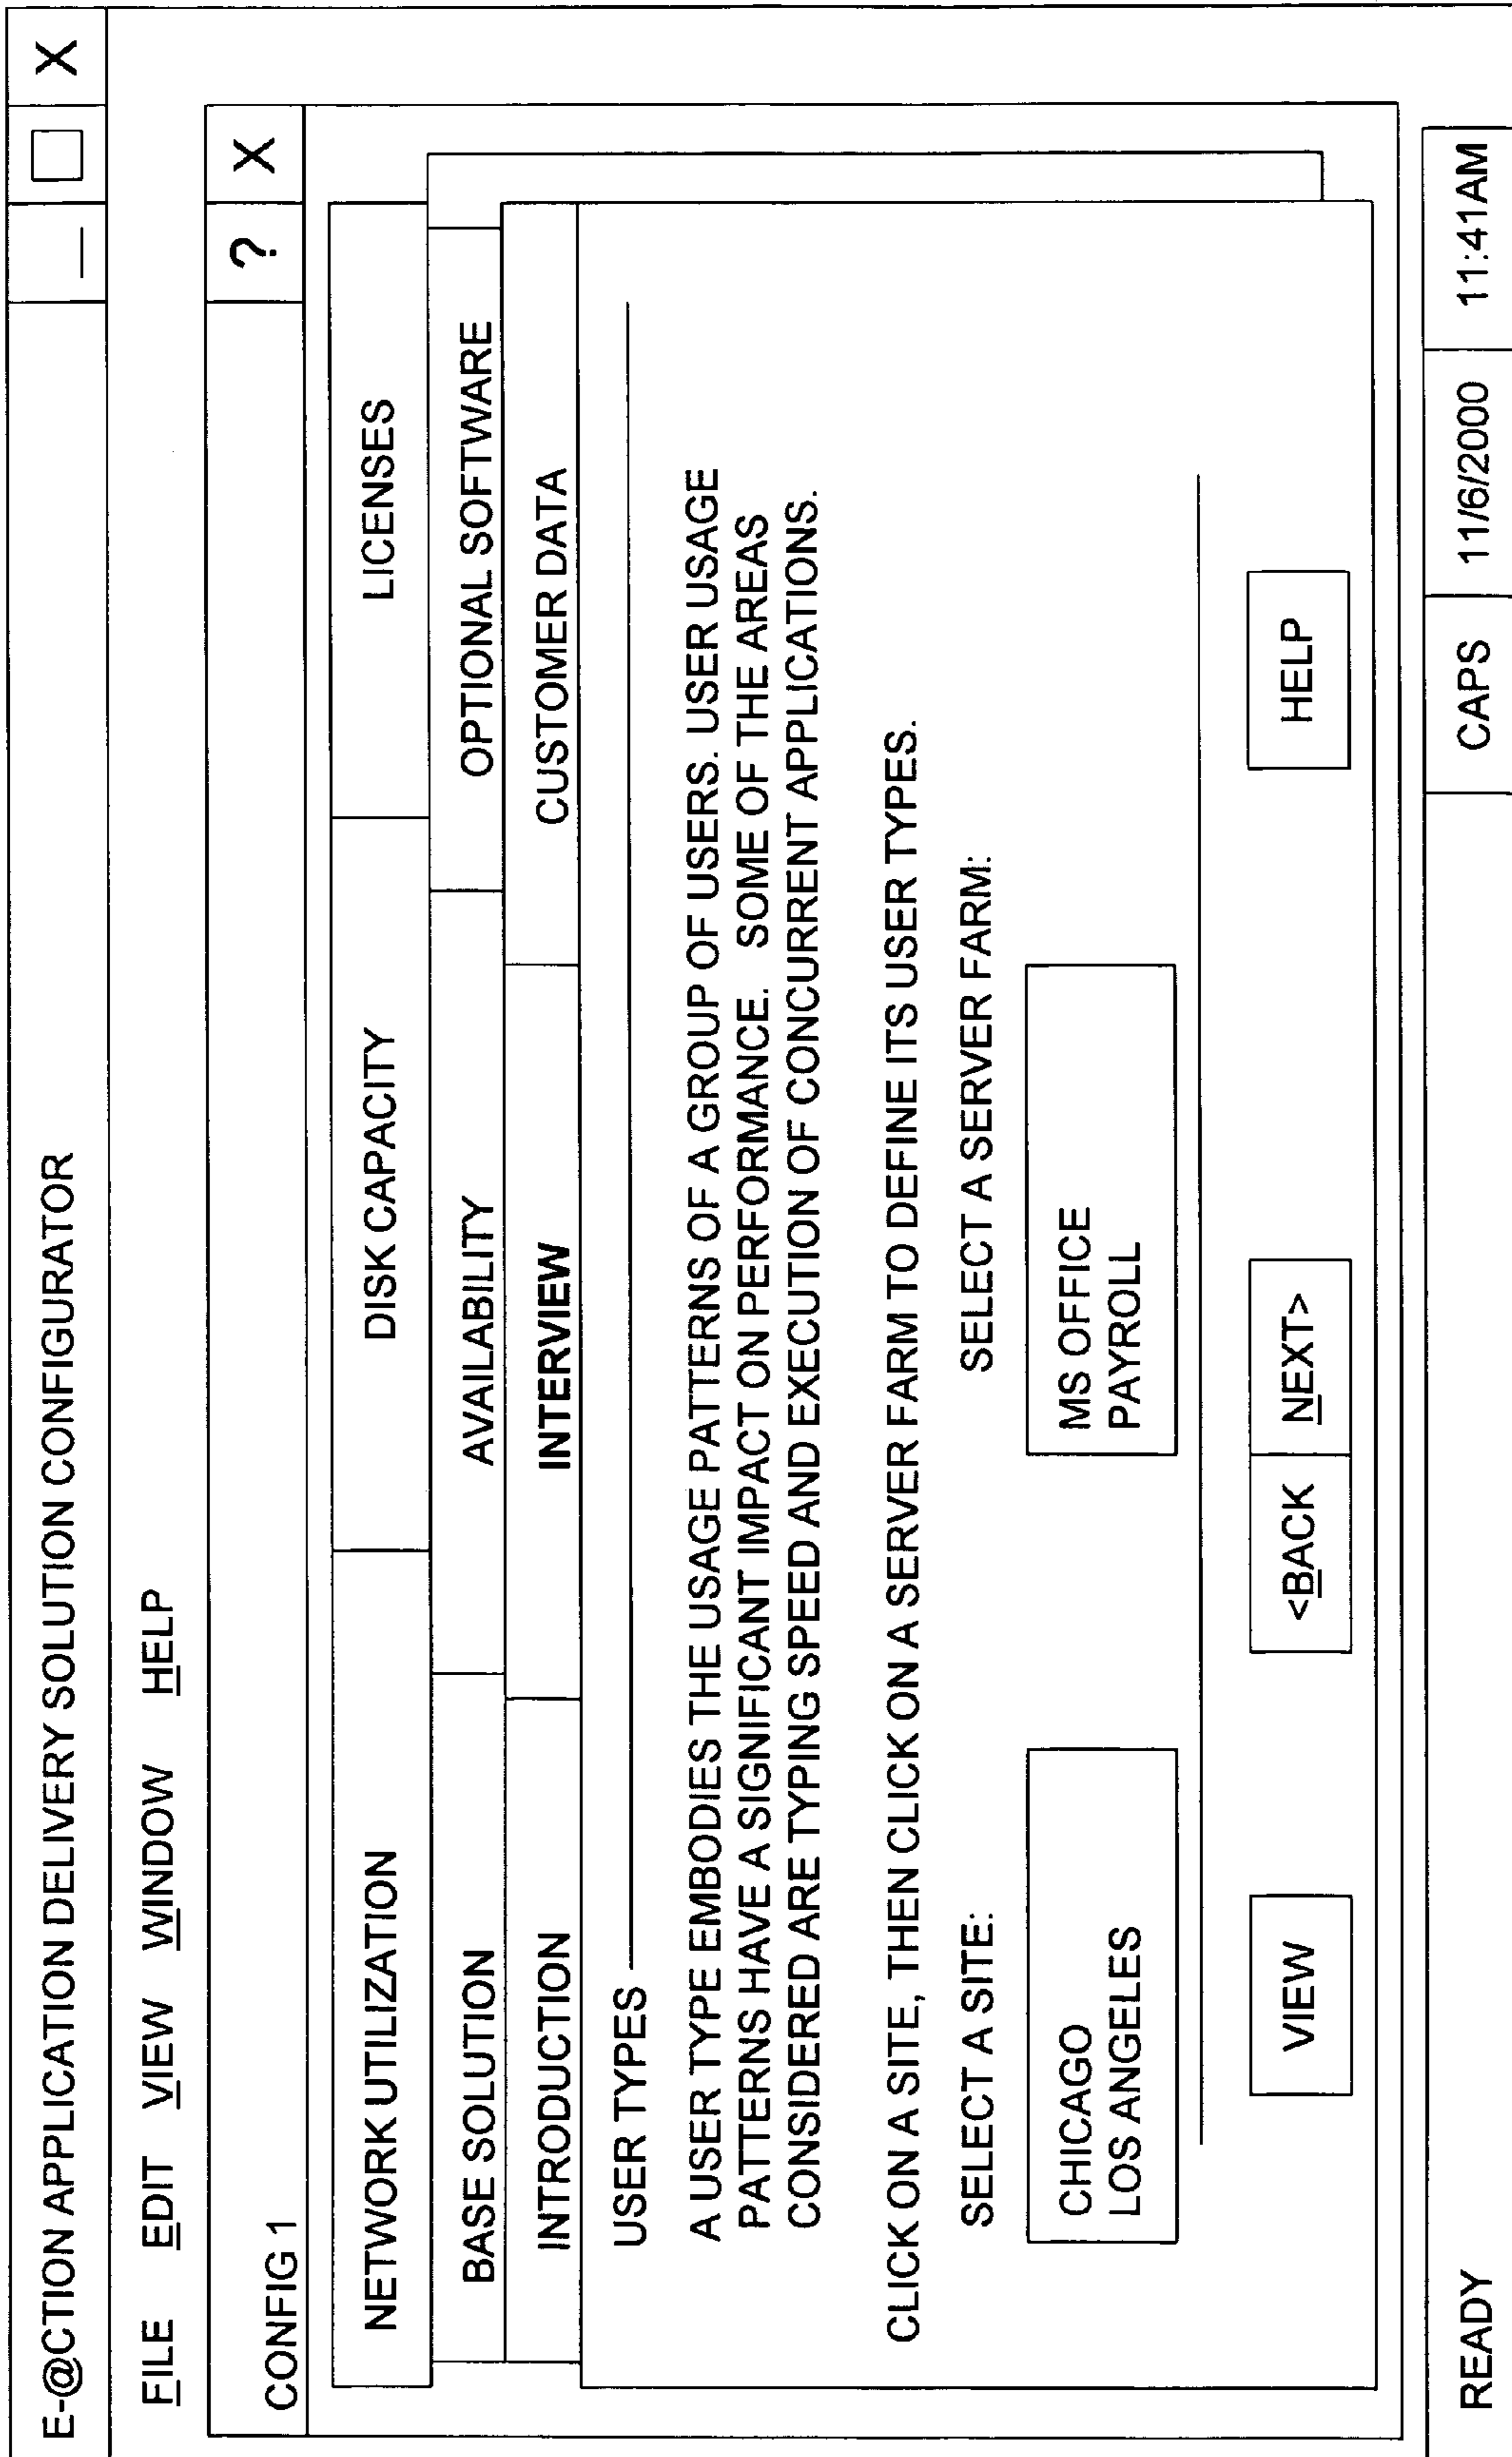 E-@CTION APPLICATION DELIVERY SOLUTION CONFIGURATOR
_ X
FILE EDIT VIEW WINDOW HELP
CONFIG 1 ? X
NETWORK UTILIZATION DISK CAPACITY LICENSES
BASE SOLUTION AVAILABILITY OPTIONAL SOFTWARE
INTRODUCTION INTERVIEW CUSTOMER DATA
USER TYPES
A USER TYPE EMBODIES THE USAGE PATTERNS OF A GROUP OF USERS. USER USAGE
PATTERNS HAVE A SIGNIFICANT IMPACT ON PERFORMANCE. SOME OF THE AREAS
CONSIDERED ARE TYPING SPEED AND EXECUTION OF CONCURRENT APPLICATIONS.
CLICK ON A SITE, THEN CLICK ON A SERVER FARM TO DEFINE ITS USER TYPES.
SELECT A SITE: SELECT A SERVER FARM:
CHICAGO MS OFFICE
LOS ANGELES PAYROLL
VIEW <BACK NEXT> HELP
READY CAPS 11/6/2000 11:41AM